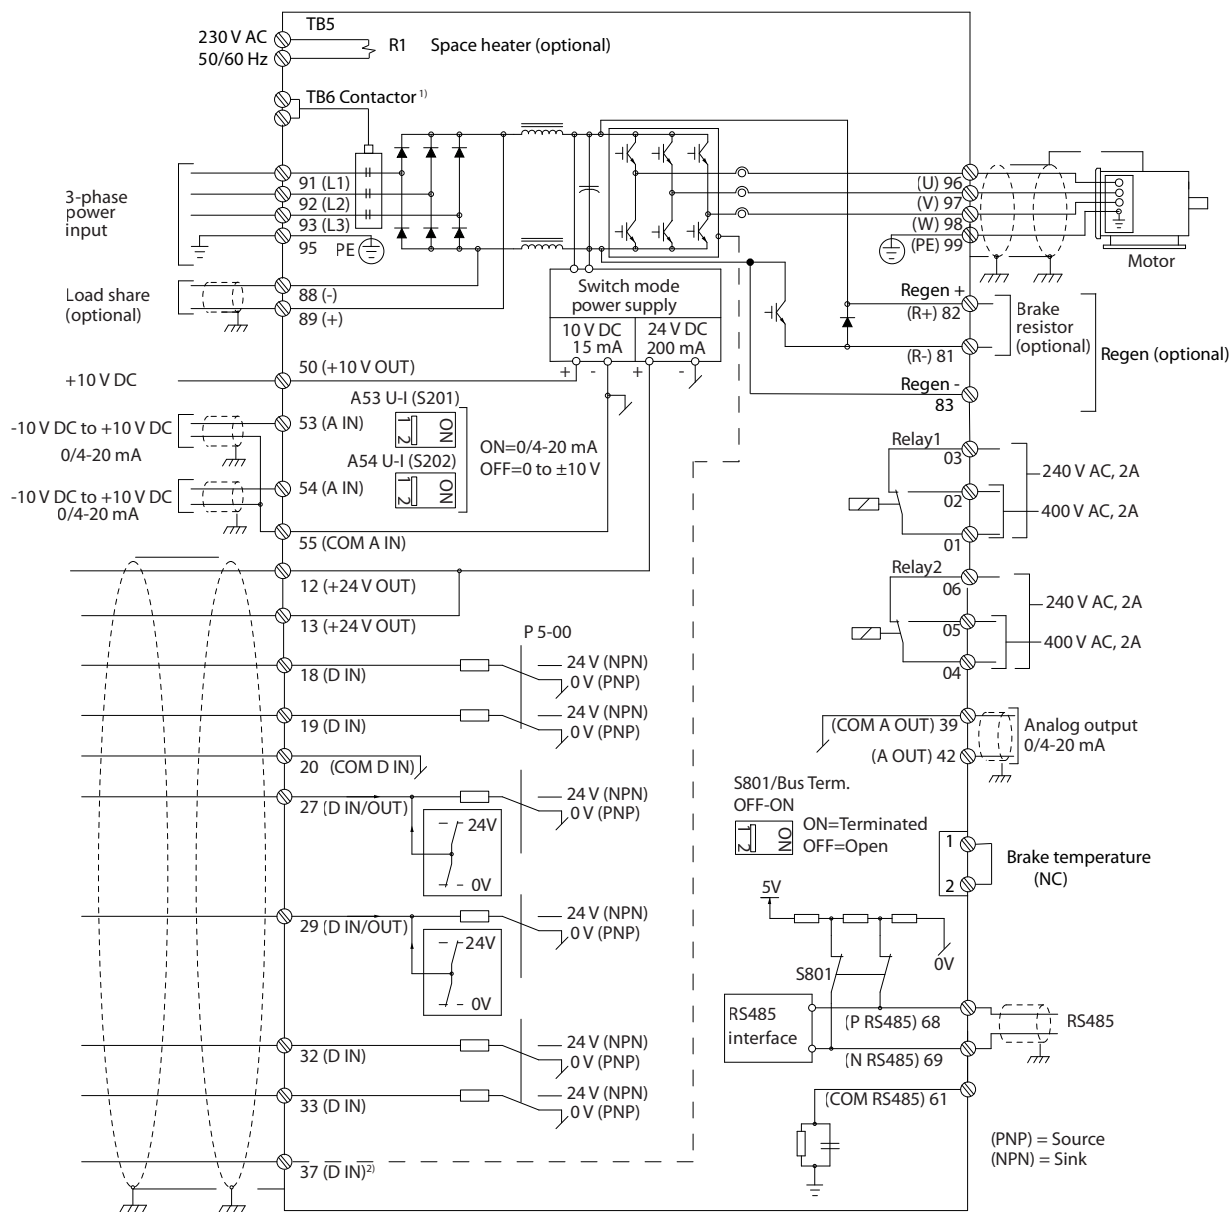 TB5
230 V AC
50/60 Hz
R1
Space heater (optional)
TB6 Contactor 1)
3-phase
power
input
91 (L1)
92 (L2)
93 (L3)
95
PE
(U) 96
(V) 97
(W) 98
(PE) 99
Motor
Load share
(optional)
88 (-)
89 (+)
Switch mode
power supply
10 V DC
15 mA
24 V DC
200 mA
+
-
+
-
Regen +
(R+) 82
Brake
resistor
(optional)
(R-) 81
Regen (optional)
Regen -
83
+10 V DC
50 (+10 V OUT)
A53 U-I (S201)
1 2
ON
-10 V DC to +10 V DC
0/4-20 mA
53 (A IN)
ON=0/4-20 mA
OFF=0 to ±10 V
A54 U-I (S202)
1 2
ON
-10 V DC to +10 V DC
0/4-20 mA
54 (A IN)
55 (COM A IN)
Relay1
03
240 V AC, 2A
02
400 V AC, 2A
01
12 (+24 V OUT)
13 (+24 V OUT)
Relay2
06
240 V AC, 2A
05
400 V AC, 2A
04
P 5-00
18 (D IN)
24 V (NPN)
0 V (PNP)
19 (D IN)
24 V (NPN)
0 V (PNP)
(COM A OUT) 39
Analog output
0/4-20 mA
(A OUT) 42
20 (COM D IN)
27 (D IN/OUT)
24 V (NPN)
0 V (PNP)
24V
0V
S801/Bus Term.
OFF-ON
1 2
ON
ON=Terminated
OFF=Open
1
2
Brake temperature
(NC)
29 (D IN/OUT)
24 V (NPN)
0 V (PNP)
24V
0V
5V
0V
S801
RS485
interface
(P RS485) 68
RS485
(N RS485) 69
(COM RS485) 61
32 (D IN)
24 V (NPN)
0 V (PNP)
33 (D IN)
24 V (NPN)
0 V (PNP)
37 (D IN) 2)
(PNP) = Source
(NPN) = Sink